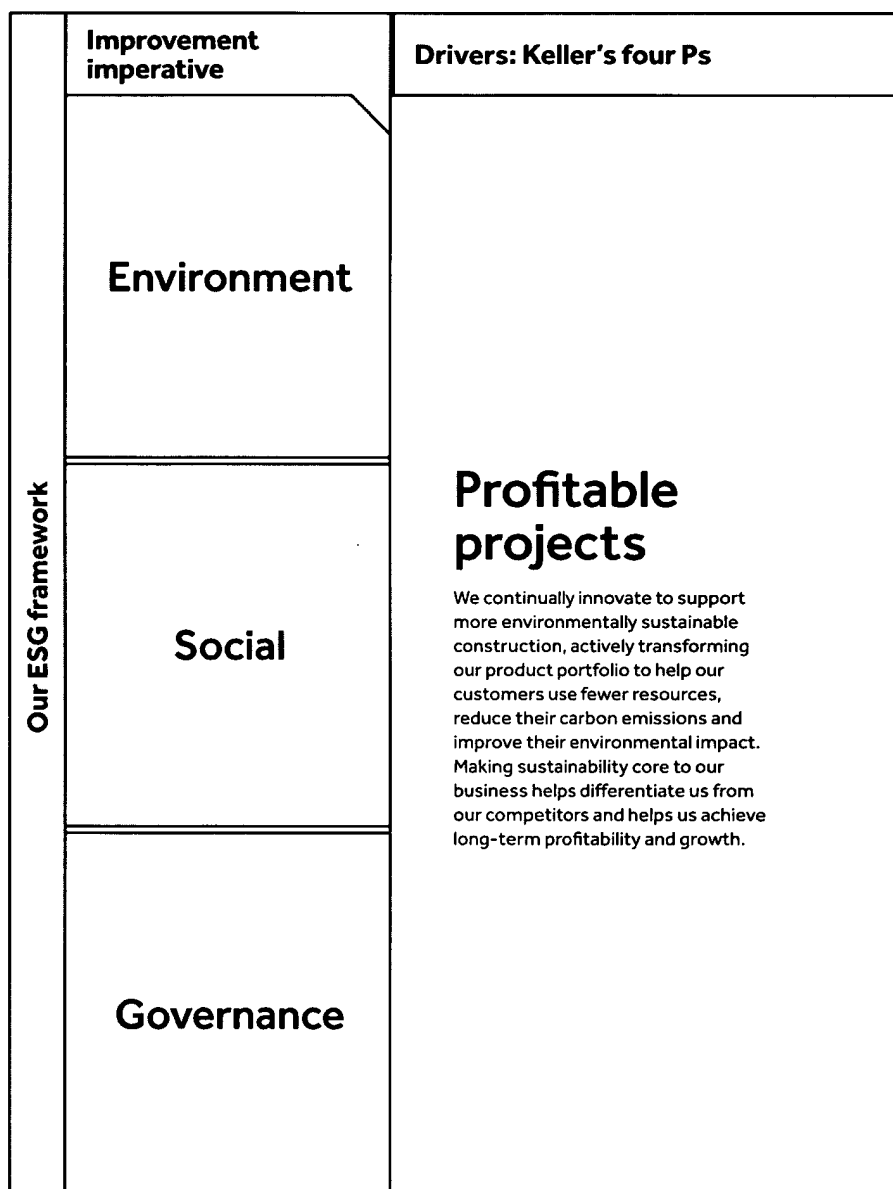 Improvement
imperative
Drivers: Keller's four Ps
Our ESG framework
Environment
Social
Governance
Profitable
projects
We continually innovate to support
more environmentally sustainable
construction, actively transforming
our product portfolio to help our
customers use fewer resources,
reduce their carbon emissions and
improve their environmental impact.
Making sustainability core to our
business helps differentiate us from
our competitors and helps us achieve
long-term profitability and growth.